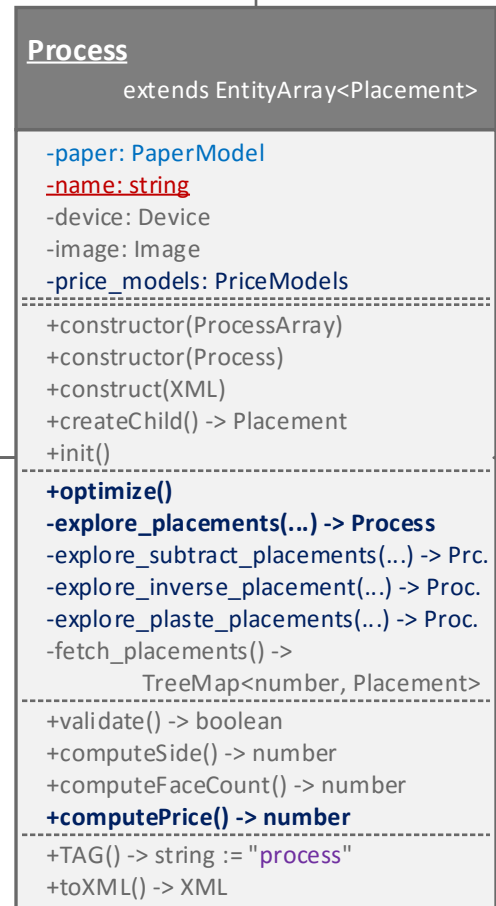 Process
extends EntityArray<Placement>
-paper: PaperModel
-name: string
-device: Device
-image: Image
-price_models: PriceModels
+constructor(ProcessArray)
+constructor(Process)
+construct(XML)
+createChild() -> Placement
+init()
+optimize()
-explore_placements(...) -> Process
-explore_subtract_placements(...) -> Prc.
-explore_inverse_placement(...) -> Proc.
-explore_plaste_placements(...) -> Proc.
-fetch_placements() ->
TreeMap<number, Placement>
+validate() -> boolean
+computeSide() -> number
+computeFaceCount() -> number
+computePrice() -> number
+TAG() -> string := "process"
+toXML() -> XML